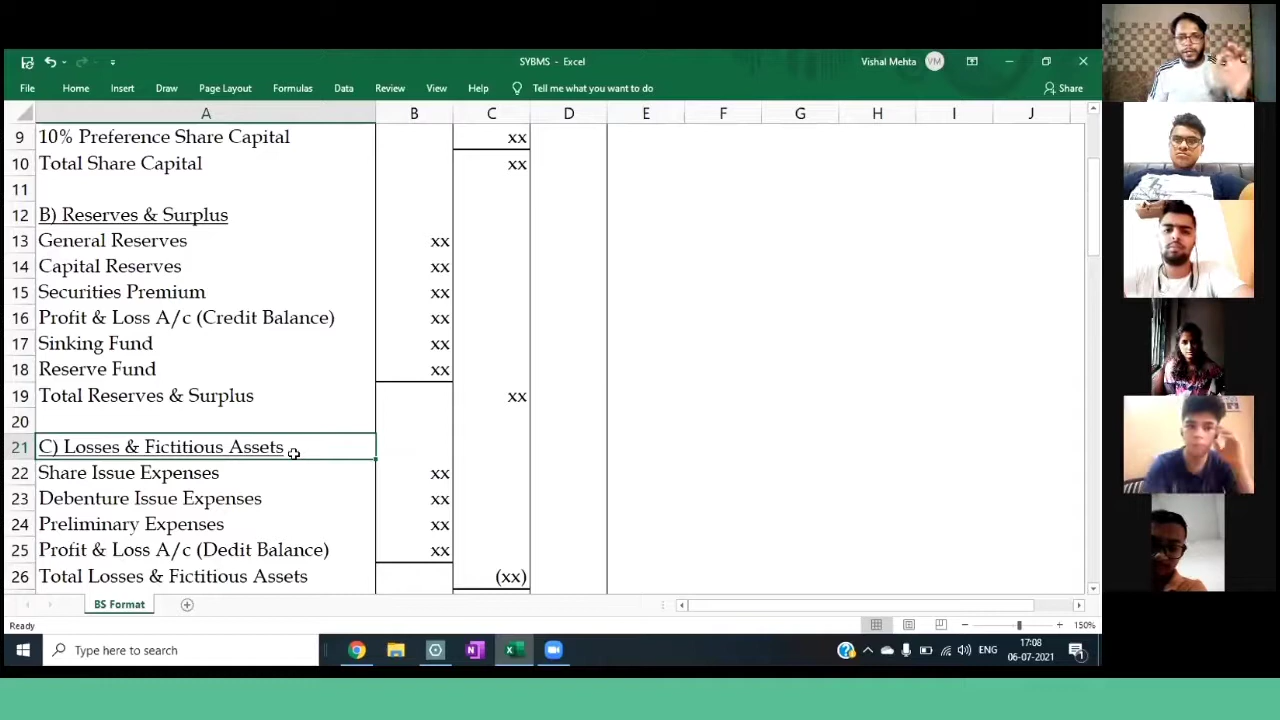 SYBMS - Excel
Vishal Mehta VM
File Home Insert Draw Page Layout Formulas Data Review View Help Tell me what you want to do Share
A B C D E F G H I J
9 10% Preference Share Capital xx
10 Total Share Capital xx
11
12 B) Reserves & Surplus
13 General Reserves xx
14 Capital Reserves xx
15 Securities Premium xx
16 Profit & Loss A/c (Credit Balance) xx
17 Sinking Fund xx
18 Reserve Fund xx
19 Total Reserves & Surplus xx
20
21 C) Losses & Fictitious Assets
22 Share Issue Expenses xx
23 Debenture Issue Expenses xx
24 Preliminary Expenses xx
25 Profit & Loss A/c (Dedit Balance) xx
26 Total Losses & Fictitious Assets (xx)
BS Format
Ready 150%
Type here to search ENG 17:08
06-07-2021 1